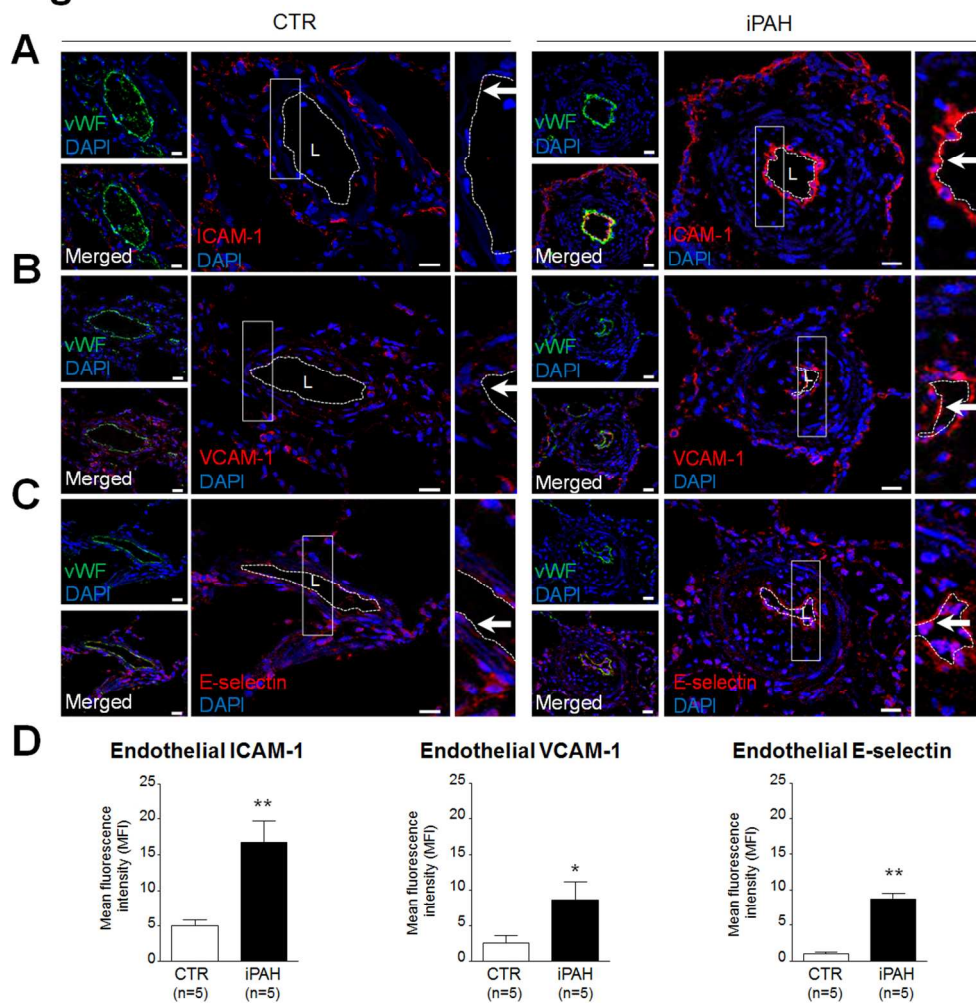 CTR iPAH
A
vWF
DAPI
Merged
L
ICAM-1
DAPI
vWF
DAPI
Merged
L
ICAM-1
DAPI
B
vWF
DAPI
Merged
L
VCAM-1
DAPI
vWF
DAPI
Merged
L
VCAM-1
DAPI
C
vWF
DAPI
Merged
L
E-selectin
DAPI
vWF
DAPI
Merged
L
E-selectin
DAPI
D
Endothelial ICAM-1
Mean fluorescence
intensity (MFI)
25
20
15
10
5
0
**
CTR iPAH
(n=5) (n=5)
Endothelial VCAM-1
Mean fluorescence
intensity (MFI)
25
20
15
10
5
0
*
CTR iPAH
(n=5) (n=5)
Endothelial E-selectin
Mean fluorescence
intensity (MFI)
25
20
15
10
5
0
**
CTR iPAH
(n=5) (n=5)